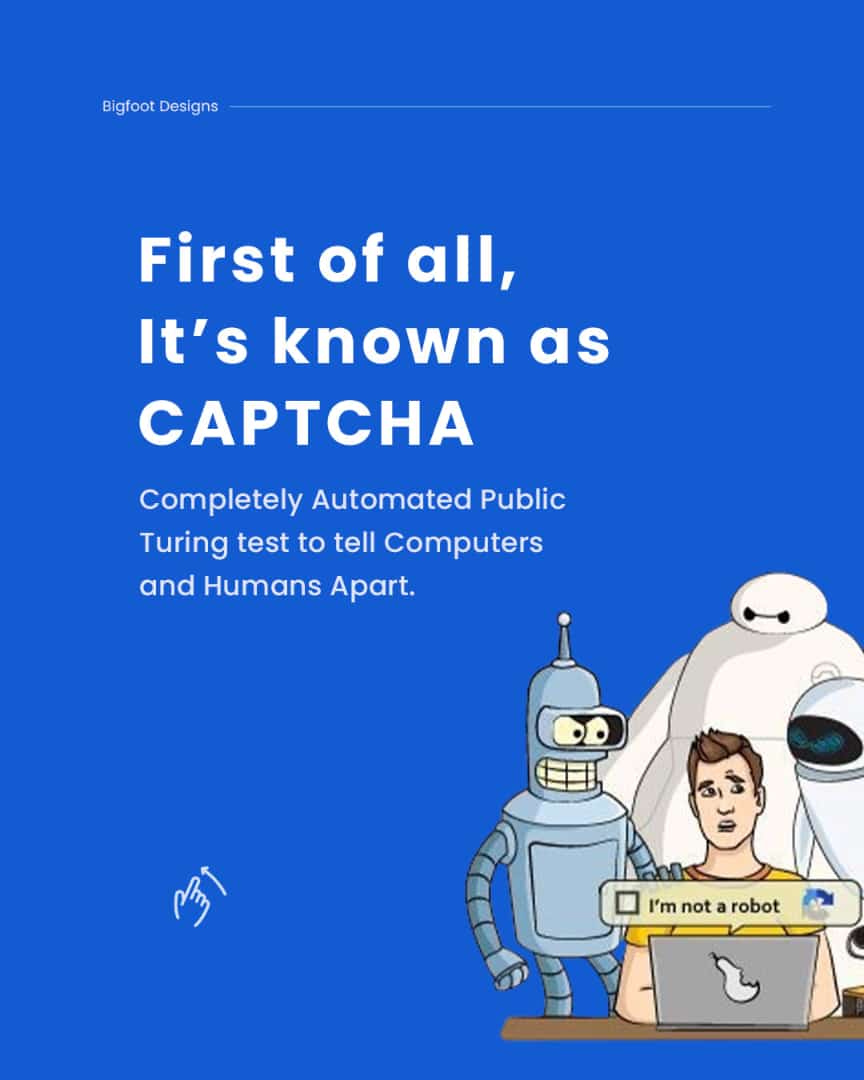 Bigfoot Designs
First of all,
It’s known as
CAPTCHA
Completely Automated Public
Turing test to tell Computers
and Humans Apart.
I’m not a robot